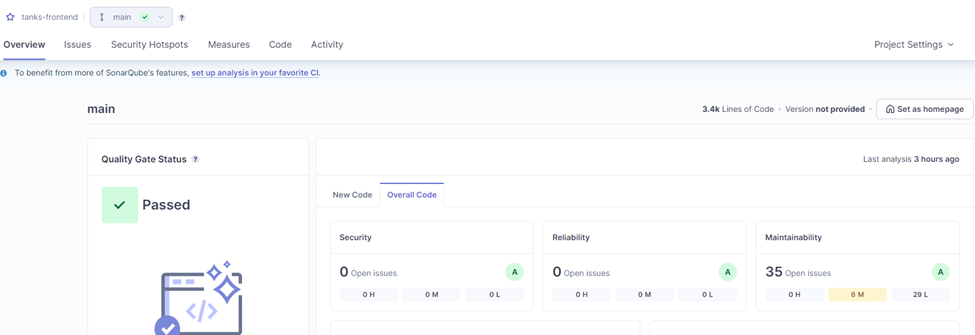 tanks-frontend / main ?
Overview Issues Security Hotspots Measures Code Activity Project Settings
To benefit from more of SonarQube's features, set up analysis in your favorite CI.
main 3.4k Lines of Code · Version not provided · Set as homepage
Quality Gate Status ?
Last analysis 3 hours ago
Passed
New Code Overall Code
Security Reliability Maintainability
0 Open issues A 0 Open issues A 35 Open issues A
0 H 0 M 0 L 0 H 0 M 0 L 0 H 6 M 29 L